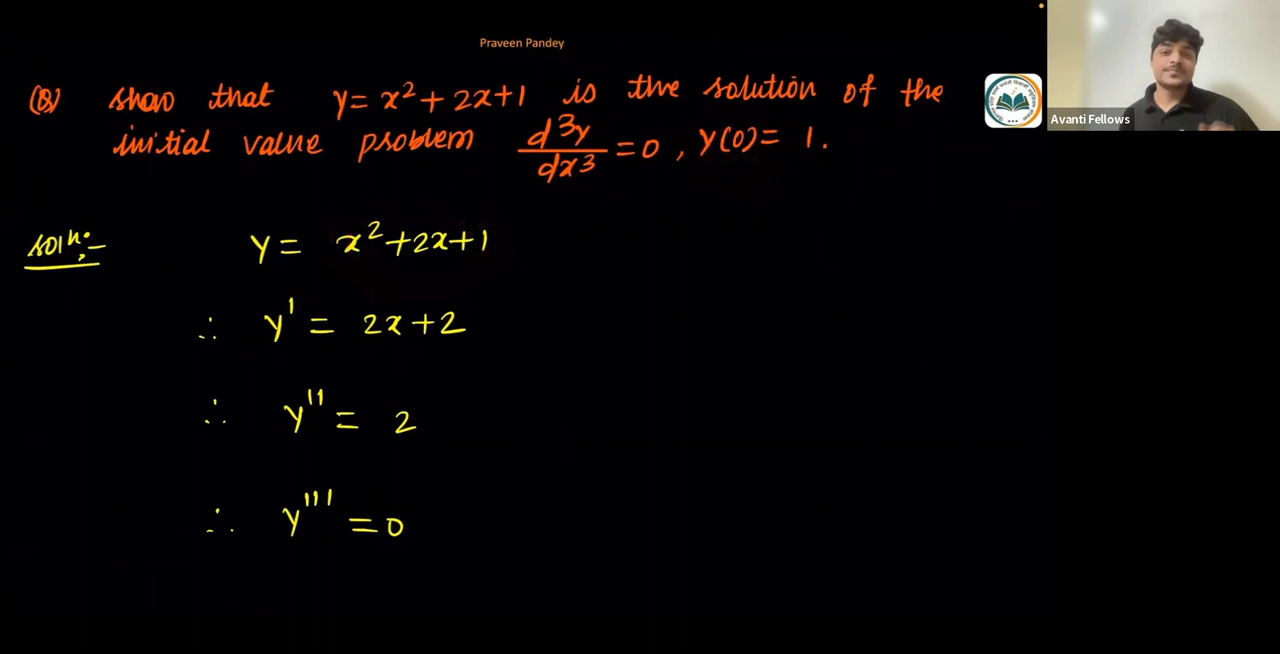 Praveen Pandey
(Q) show that y = x² + 2x + 1 is the solution of the
initial value problem d³y/dx³ = 0, y(0) = 1.
Avanti Fellows
Soln:- y = x² + 2x + 1
∴ y' = 2x + 2
∴ y'' = 2
∴ y''' = 0